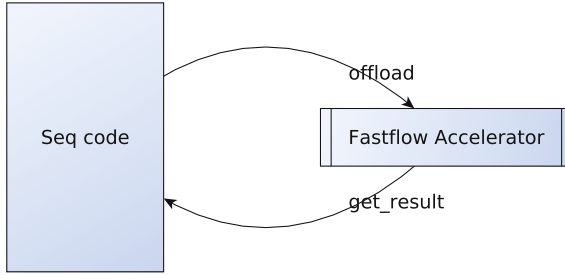 offload
Seq code
Fastflow Accelerator
get_result